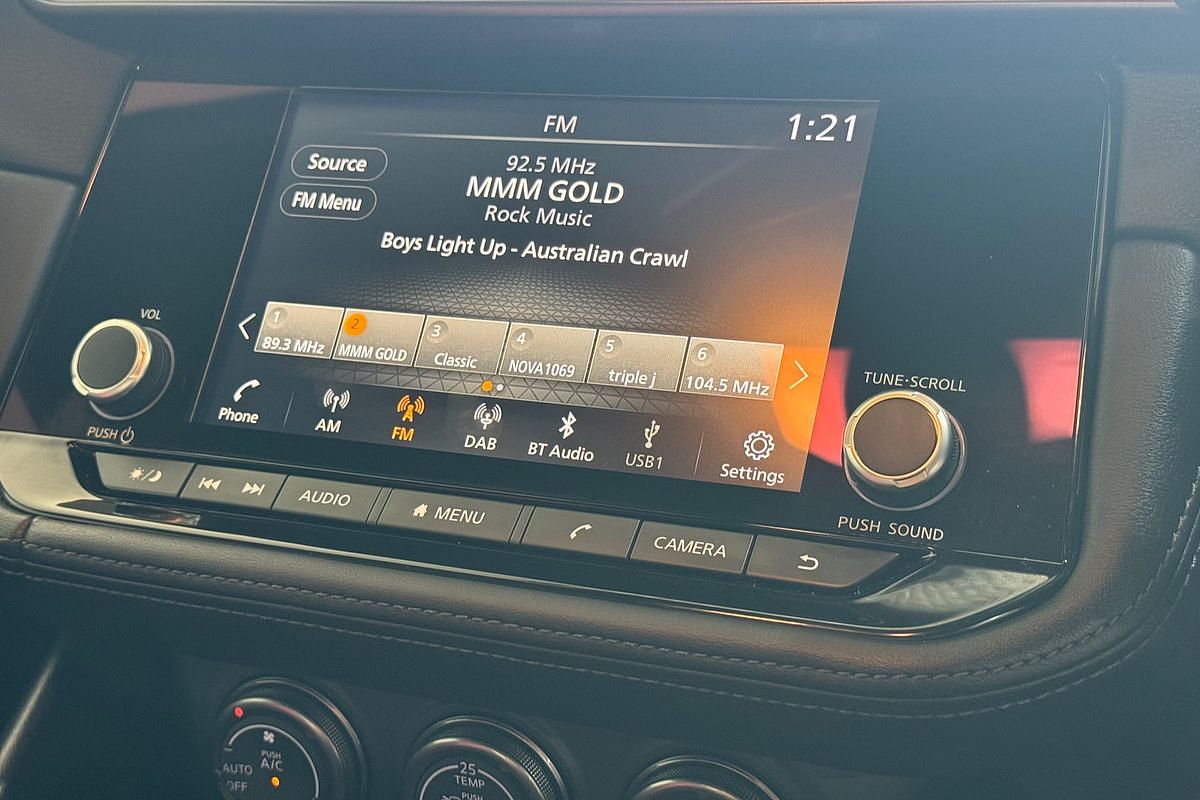 FM
1:21
Source
92.5 MHz
FM Menu
MMM GOLD
Rock Music
Boys Light Up - Australian Crawl
1 2 3 4 5 6
89.3 MHz MMM GOLD Classic NOVA1069 triple j 104.5 MHz
Phone AM FM DAB BT Audio USB1 Settings
VOL
PUSH
TUNE·SCROLL
PUSH SOUND
AUDIO MENU CAMERA
PUSH
A/C
AUTO
OFF
25
TEMP
PUSH